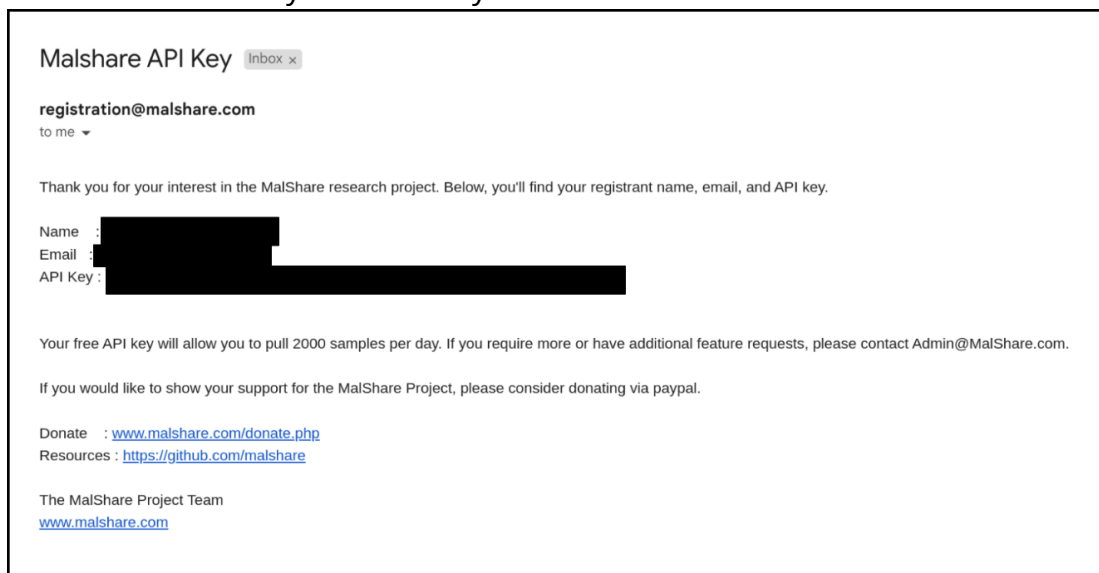 Malshare API Key Inbox ×
registration@malshare.com
to me
Thank you for your interest in the MalShare research project. Below, you'll find your registrant name, email, and API key.
Name :
Email :
API Key :
Your free API key will allow you to pull 2000 samples per day. If you require more or have additional feature requests, please contact Admin@MalShare.com.
If you would like to show your support for the MalShare Project, please consider donating via paypal.
Donate : www.malshare.com/donate.php
Resources : https://github.com/malshare
The MalShare Project Team
www.malshare.com